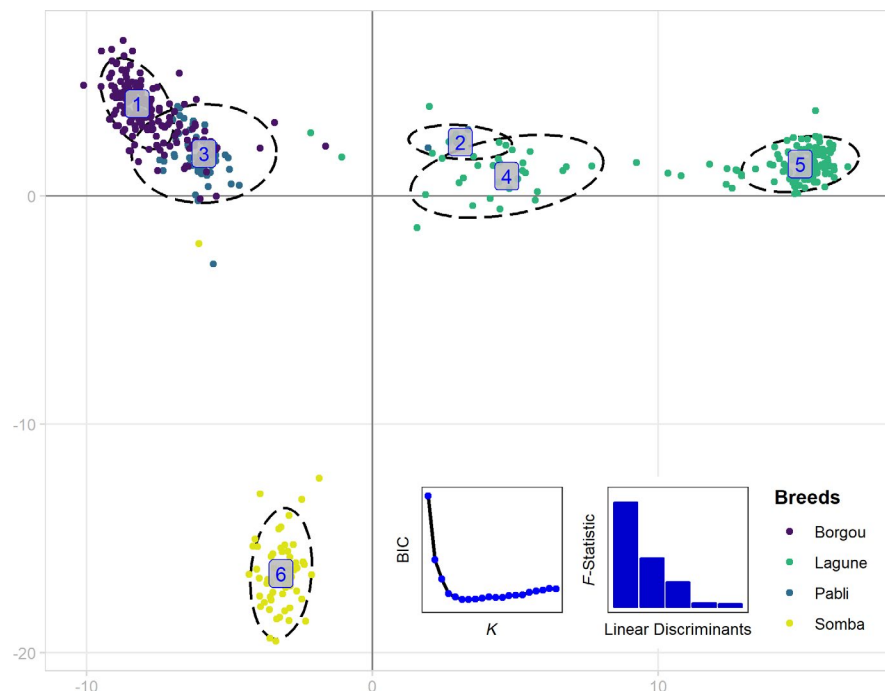 1
3
2
4
5
0
-10
6
-20
-10
0
10
BIC
K
F-Statistic
Linear Discriminants
Breeds
Borgou
Lagune
Pabli
Somba